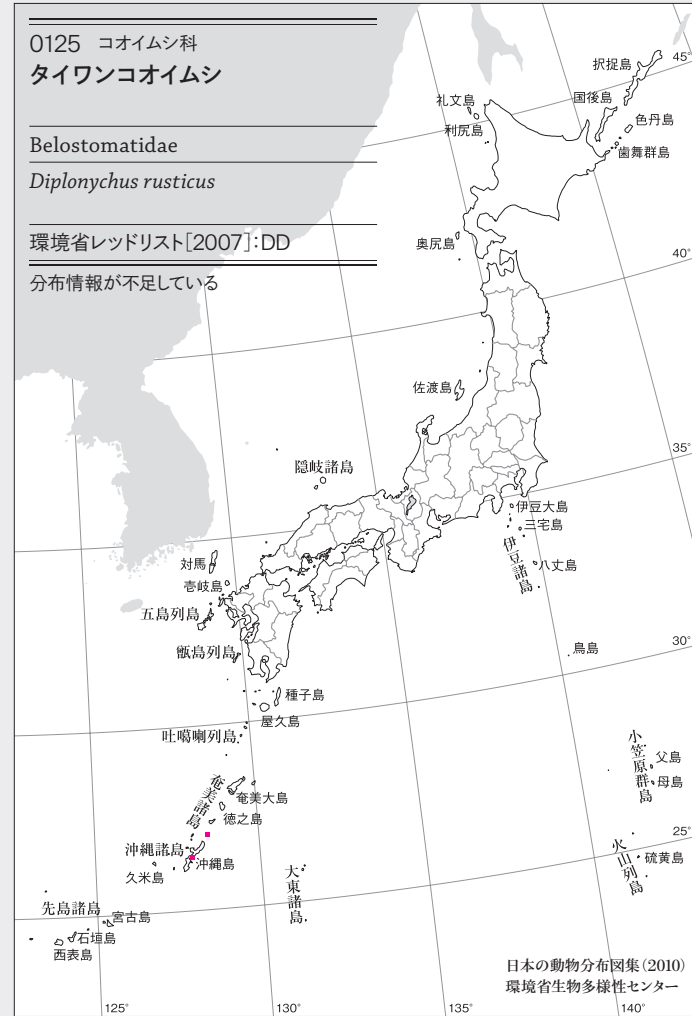 0125 コオイムシ科
タイワンコオイムシ
Belostomatidae
Diplonychus rusticus
環境省レッドリスト[2007]:DD
分布情報が不足している
45°
択捉島
礼文島
国後島
利尻島
色丹島
歯舞群島
奥尻島
40°
佐渡島
35°
隠岐諸島
伊豆大島
三宅島
伊豆諸島
八丈島
対馬
壱岐島
五島列島
甑島列島
30°
鳥島
種子島
屋久島
吐噶喇列島
小笠原群島
父島
母島
奄美諸島
奄美大島
徳之島
25°
沖縄諸島
沖縄島
久米島
火山列島
硫黄島
大東諸島
先島諸島
宮古島
石垣島
西表島
日本の動物分布図集(2010)
環境省生物多様性センター
125°
130°
135°
140°